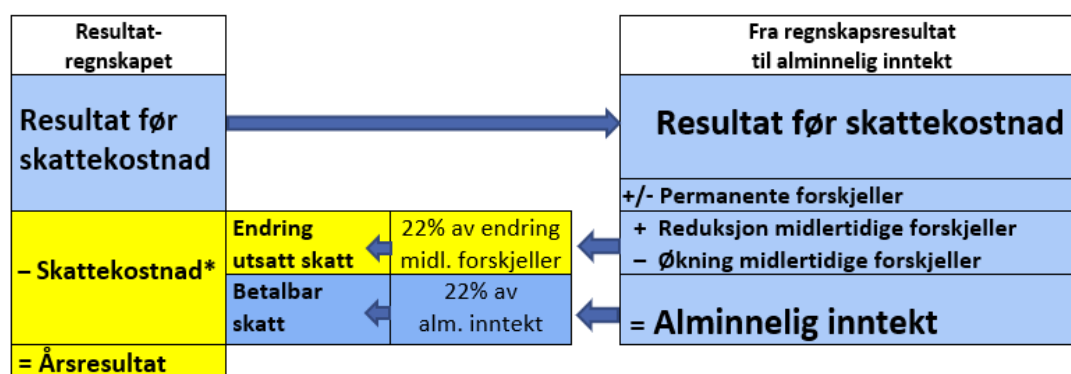 Resultat-
regnskapet
Fra regnskapsresultat
til alminnelig inntekt
Resultat før
skattekostnad
Resultat før skattekostnad
+/- Permanente forskjeller
– Skattekostnad*
Endring
utsatt skatt
22% av endring
midl. forskjeller
+ Reduksjon midlertidige forskjeller
– Økning midlertidige forskjeller
Betalbar
skatt
22% av
alm. inntekt
= Alminnelig inntekt
= Årsresultat